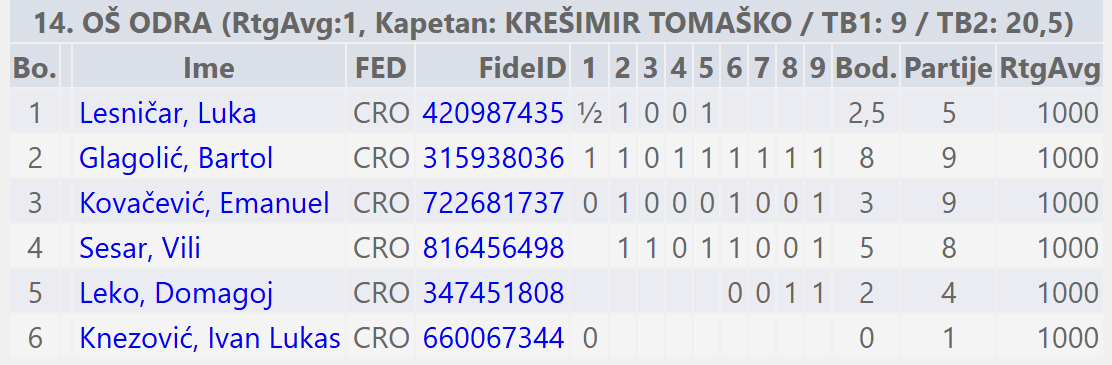 14. OŠ ODRA (RtgAvg:1, Kapetan: KREŠIMIR TOMAŠKO / TB1: 9 / TB2: 20,5)
Bo. Ime FED FideID 1 2 3 4 5 6 7 8 9 Bod. Partije RtgAvg
1 Lesničar, Luka CRO 420987435 ½ 1 0 0 1 2,5 5 1000
2 Glagolić, Bartol CRO 315938036 1 1 0 1 1 1 1 1 1 8 9 1000
3 Kovačević, Emanuel CRO 722681737 0 1 0 0 0 1 0 0 1 3 9 1000
4 Sesar, Vili CRO 816456498 1 1 0 1 1 0 0 1 5 8 1000
5 Leko, Domagoj CRO 347451808 0 0 1 1 2 4 1000
6 Knezović, Ivan Lukas CRO 660067344 0 0 1 1000